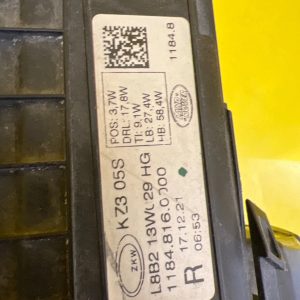 1184.8
POS: 3,7W
DRL: 17,8W
TI: 9,1W
LB: 27,4W
HB: 58,4W
ZKW
KZ3 05S
L8B2 13W029 HG
1184.816.0000
R
17.12.21
06:53